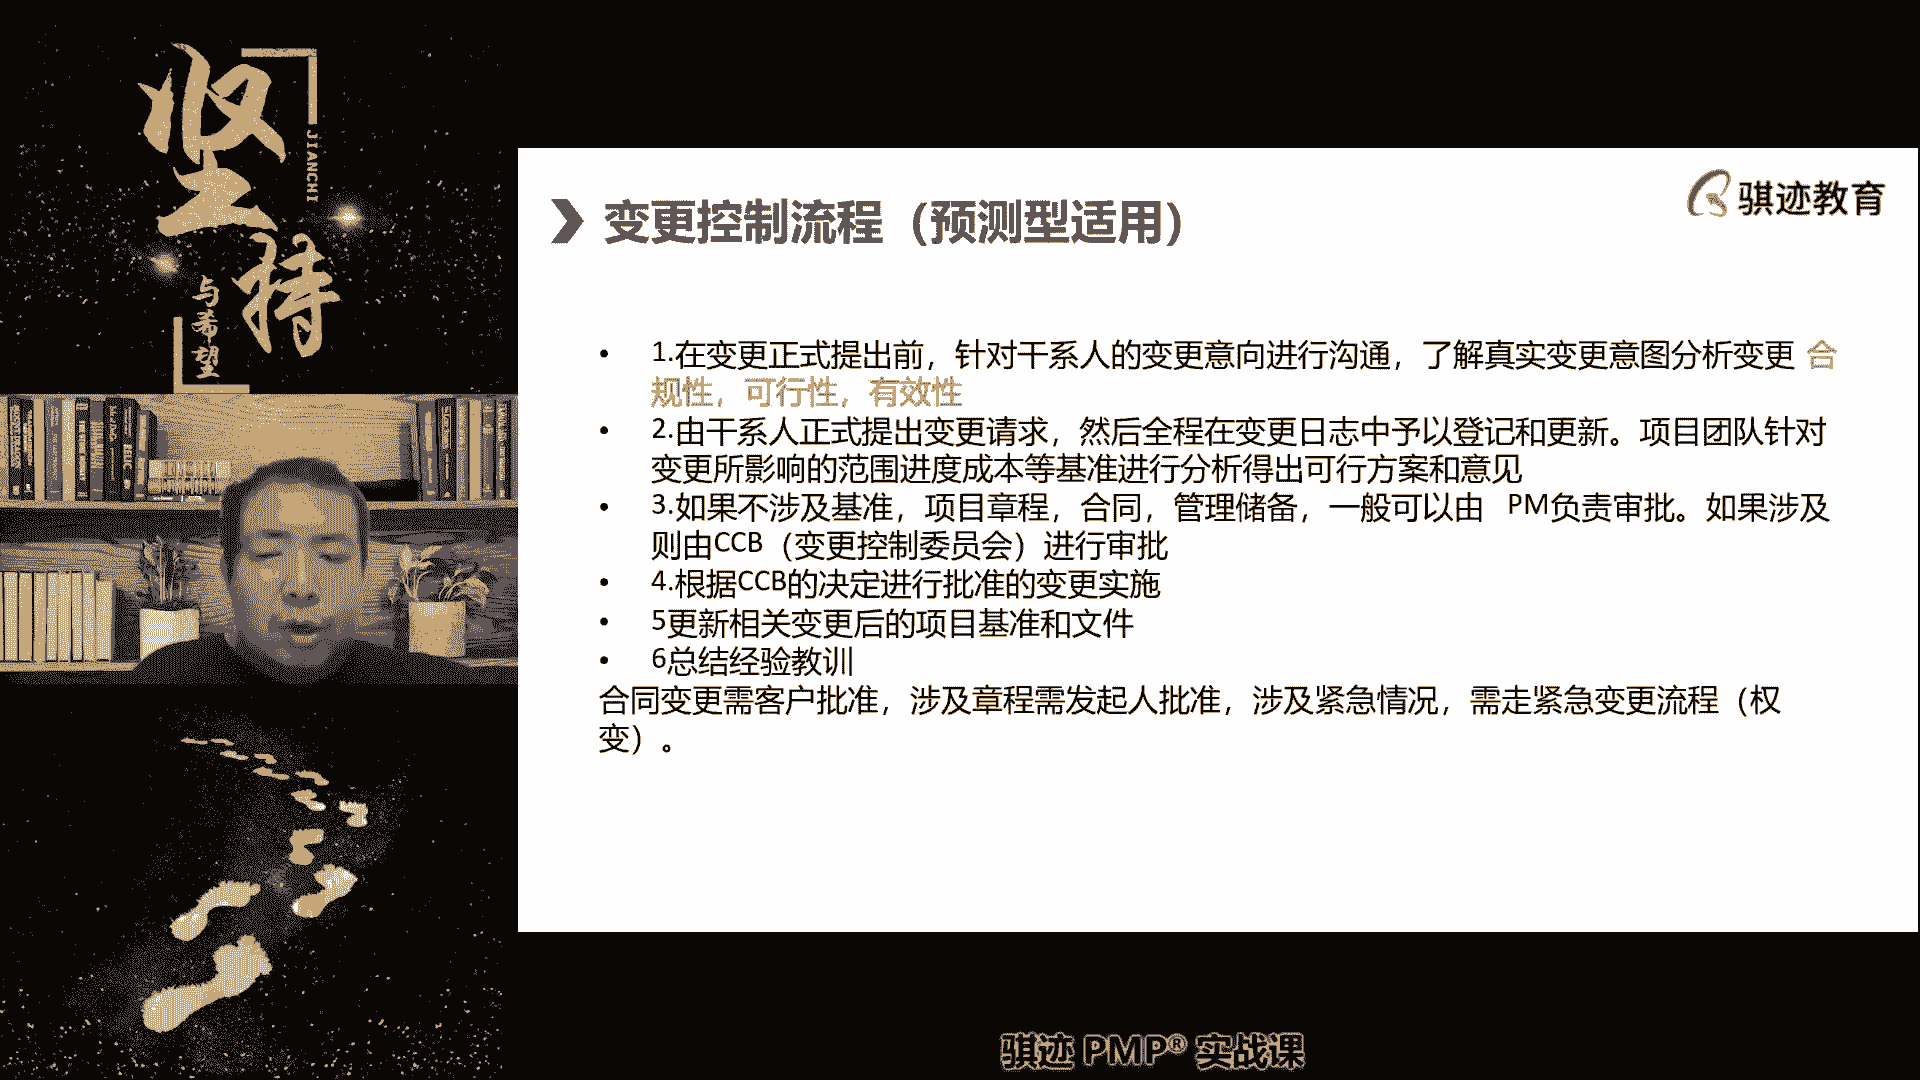 坚持
JIANCHI
与希望
骐迹教育
变更控制流程（预测型适用）
• 1.在变更正式提出前，针对干系人的变更意向进行沟通，了解真实变更意图分析变更 合
规性，可行性，有效性
• 2.由干系人正式提出变更请求，然后全程在变更日志中予以登记和更新。项目团队针对
变更所影响的范围进度成本等基准进行分析得出可行方案和意见
• 3.如果不涉及基准，项目章程，合同，管理储备，一般可以由 PM负责审批。如果涉及
则由CCB（变更控制委员会）进行审批
• 4.根据CCB的决定进行批准的变更实施
• 5更新相关变更后的项目基准和文件
• 6总结经验教训
合同变更需客户批准，涉及章程需发起人批准，涉及紧急情况，需走紧急变更流程（权
变）。
骐迹 PMP® 实战课